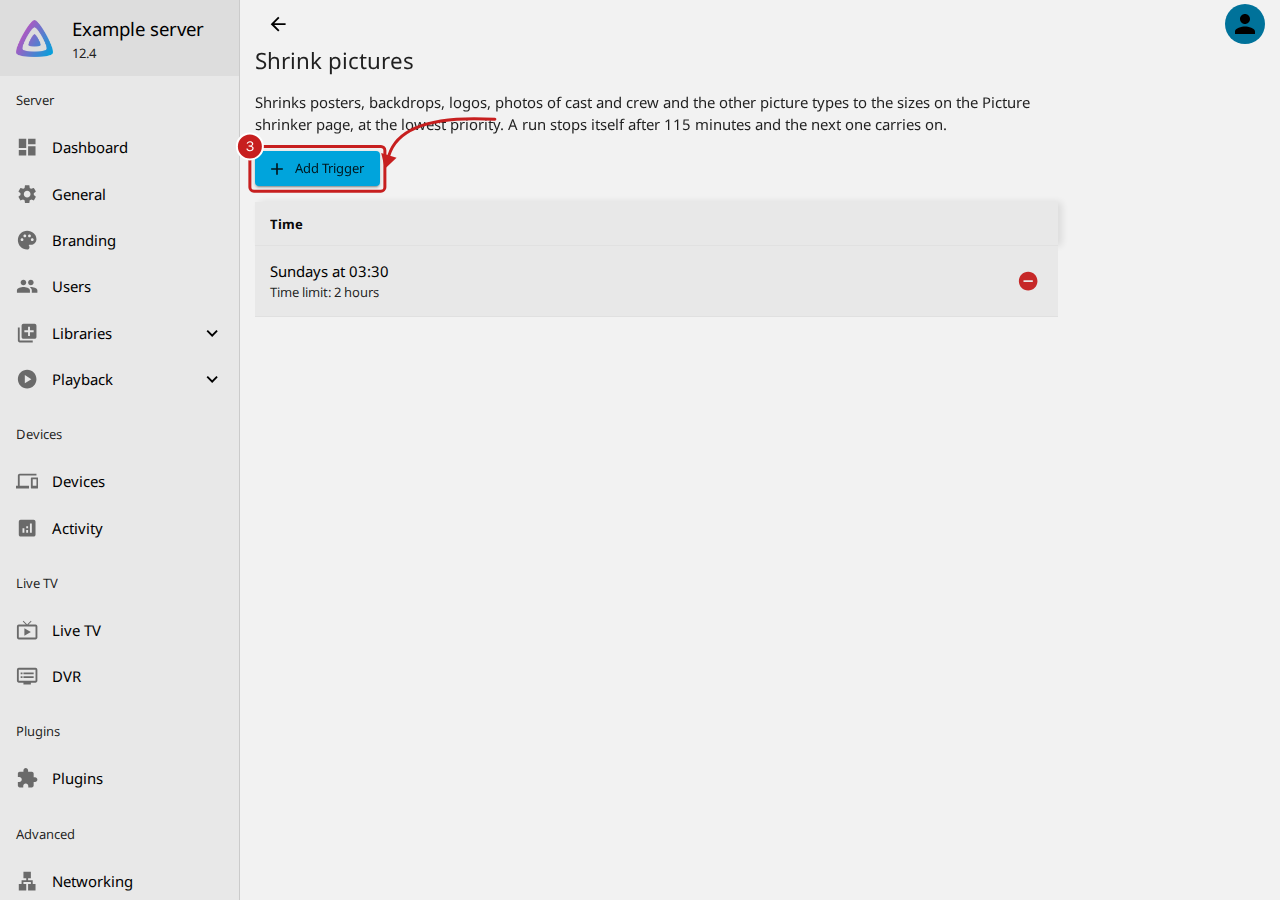 Example server
12.4
Server
Dashboard
General
Branding
Users
Libraries
Playback
Devices
Devices
Activity
Live TV
Live TV
DVR
Plugins
Plugins
Advanced
Networking
Shrink pictures
Shrinks posters, backdrops, logos, photos of cast and crew and the other picture types to the sizes on the Picture
shrinker page, at the lowest priority. A run stops itself after 115 minutes and the next one carries on.
3
Add Trigger
Time
Sundays at 03:30
Time limit: 2 hours